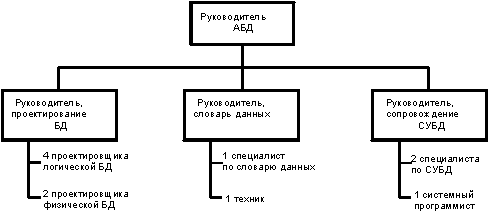 Руководитель
АБД
Руководитель,
проектирование
БД
Руководитель,
словарь данных
Руководитель,
сопровождение
СУБД
4 проектировщика
логической БД
2 проектировщика
физической БД
1 специалист
по словарю данных
1 техник
2 специалиста
по СУБД
1 системный
программист